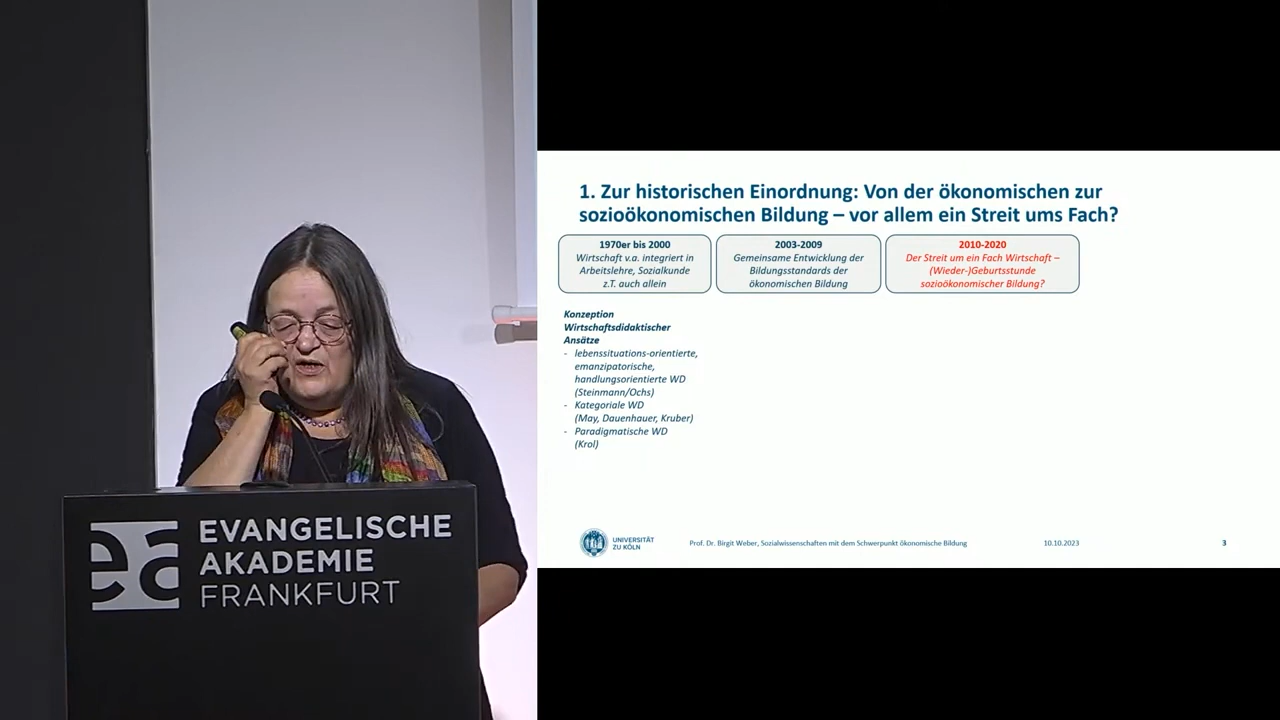 EVANGELISCHE
AKADEMIE
FRANKFURT
1. Zur historischen Einordnung: Von der ökonomischen zur
sozioökonomischen Bildung – vor allem ein Streit ums Fach?
1970er bis 2000
Wirtschaft v.a. integriert in
Arbeitslehre, Sozialkunde
z.T. auch allein
2003-2009
Gemeinsame Entwicklung der
Bildungsstandards der
ökonomischen Bildung
2010-2020
Der Streit um ein Fach Wirtschaft –
(Wieder-)Geburtsstunde
sozioökonomischer Bildung?
Konzeption
Wirtschaftsdidaktischer
Ansätze
- lebenssituations-orientierte,
emanzipatorische,
handlungsorientierte WD
(Steinmann/Ochs)
- Kategoriale WD
(May, Dauenhauer, Kruber)
- Paradigmatische WD
(Krol)
UNIVERSITÄT
ZU KÖLN
Prof. Dr. Birgit Weber, Sozialwissenschaften mit dem Schwerpunkt ökonomische Bildung
10.10.2023
3